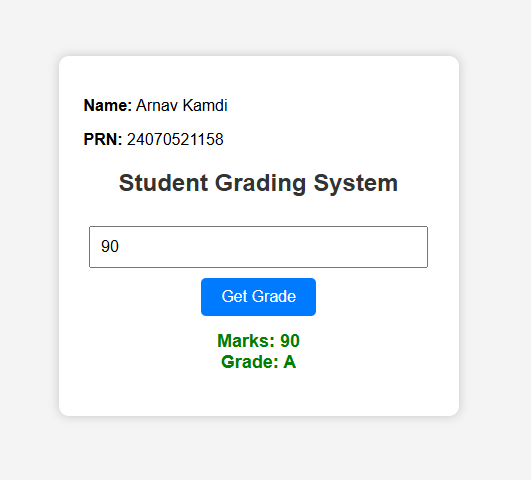 Name: Arnav Kamdi
PRN: 24070521158
Student Grading System
90
Get Grade
Marks: 90
Grade: A